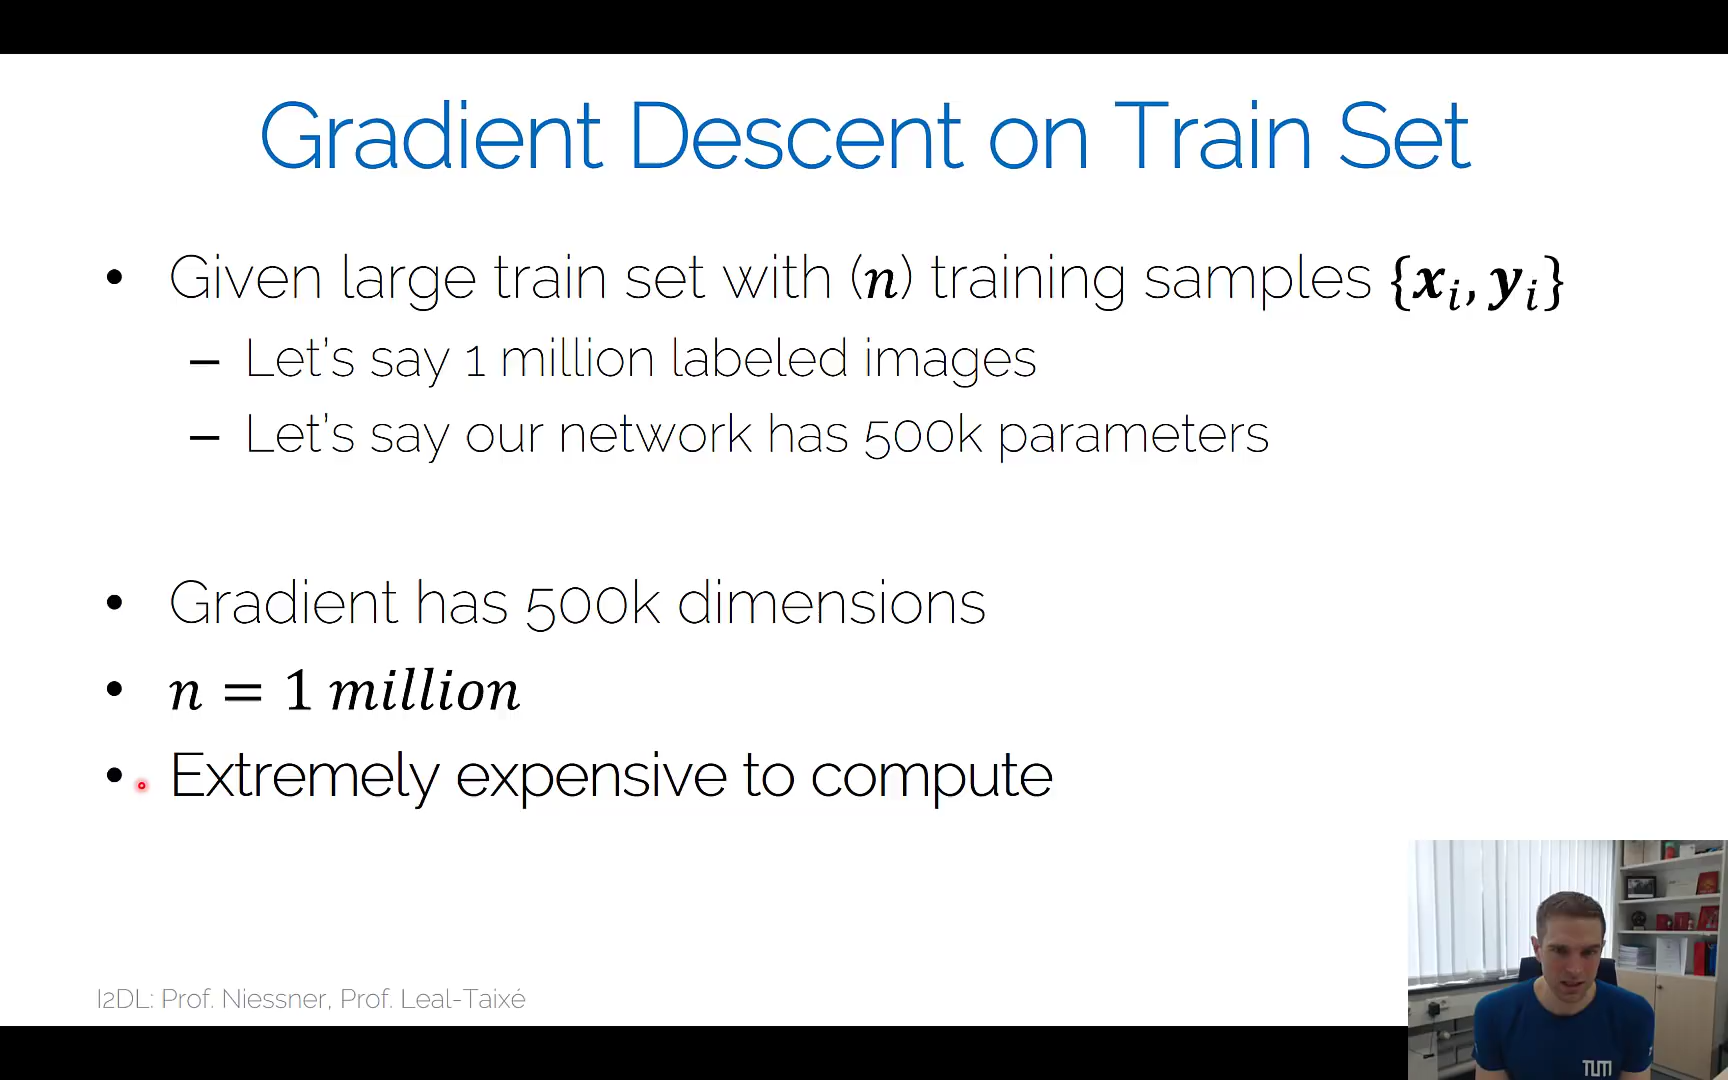 Gradient Descent on Train Set
• Given large train set with (n) training samples {xᵢ, yᵢ}
– Let's say 1 million labeled images
– Let's say our network has 500k parameters
• Gradient has 500k dimensions
• n = 1 million
• Extremely expensive to compute
I2DL: Prof. Niessner, Prof. Leal-Taixé
TUM